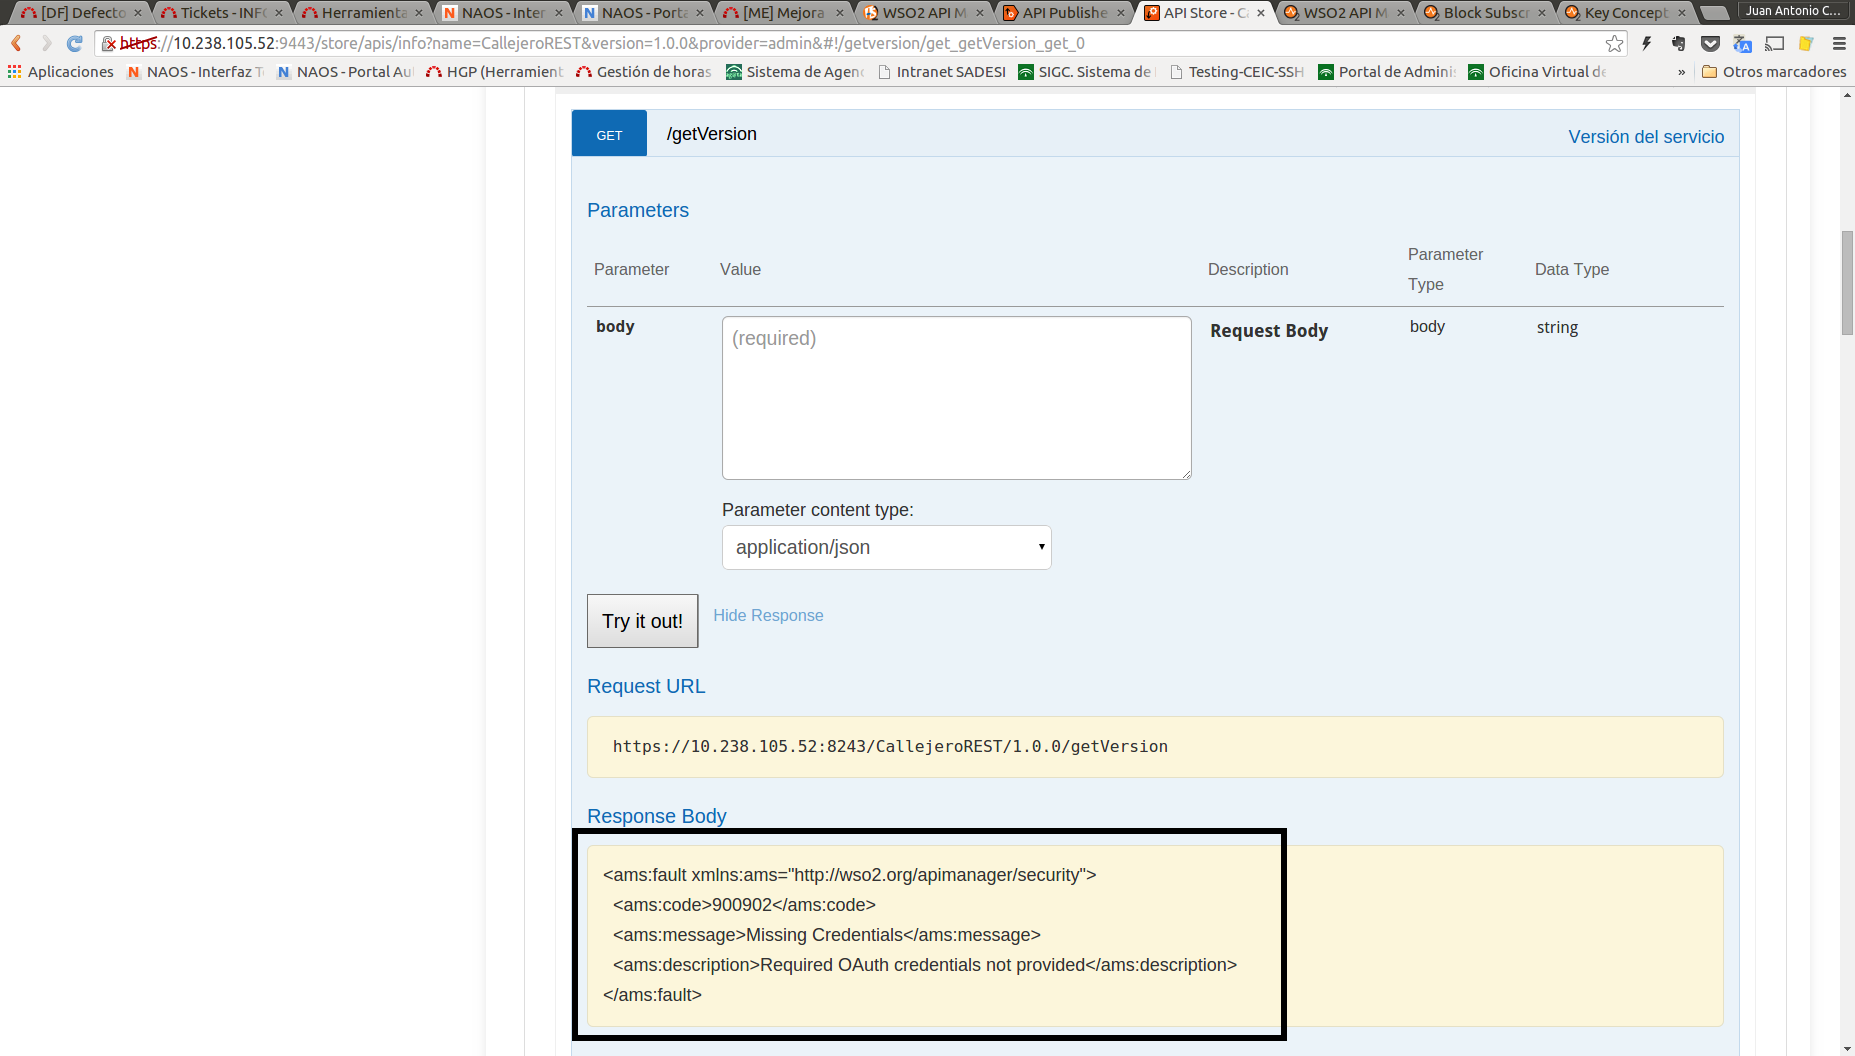 [DF] Defecto
Tickets - INF
Herramienta
NAOS - Inter
NAOS - Porta
[ME] Mejora
WSO2 API M
API Publishe
API Store - C
WSO2 API M
Block Subscr
Key Concept
Juan Antonio C...
https://10.238.105.52:9443/store/apis/info?name=CallejeroREST&version=1.0.0&provider=admin&#!/getversion/get_getVersion_get_0
Aplicaciones
NAOS - Interfaz T
NAOS - Portal Au
HGP (Herramient
Gestión de horas
Sistema de Agen
Intranet SADESI
SIGC. Sistema de
Testing-CEIC-SSH
Portal de Adminis
Oficina Virtual de
»
Otros marcadores
GET /getVersion Versión del servicio
Parameters
Parameter Value Description Parameter Type Data Type
body (required) Request Body body string
Parameter content type:
application/json
Try it out! Hide Response
Request URL
https://10.238.105.52:8243/CallejeroREST/1.0.0/getVersion
Response Body
<ams:fault xmlns:ams="http://wso2.org/apimanager/security">
<ams:code>900902</ams:code>
<ams:message>Missing Credentials</ams:message>
<ams:description>Required OAuth credentials not provided</ams:description>
</ams:fault>